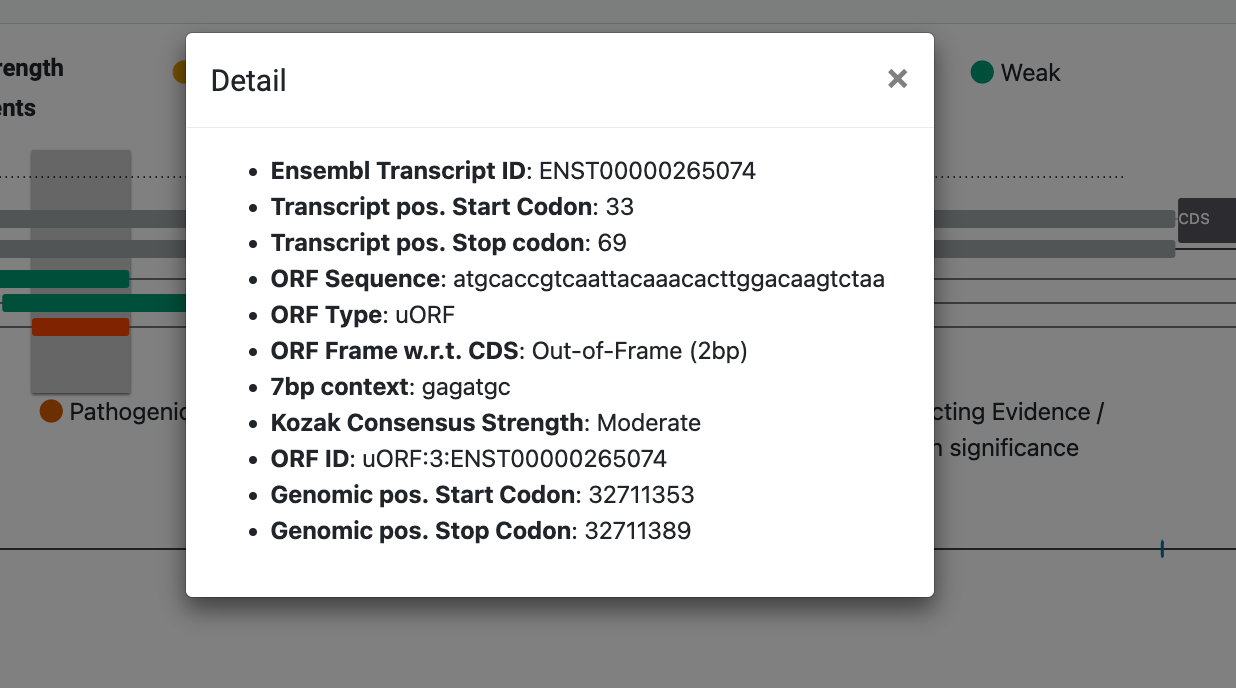 rength
Weak
ents
Detail
×
• Ensembl Transcript ID: ENST00000265074
• Transcript pos. Start Codon: 33
• Transcript pos. Stop codon: 69
• ORF Sequence: atgcaccgtcaattacaaacacttggacaagtctaa
• ORF Type: uORF
• ORF Frame w.r.t. CDS: Out-of-Frame (2bp)
• 7bp context: gagatgc
• Kozak Consensus Strength: Moderate
• ORF ID: uORF:3:ENST00000265074
• Genomic pos. Start Codon: 32711353
• Genomic pos. Stop Codon: 32711389
CDS
Pathogenic
cting Evidence /
n significance